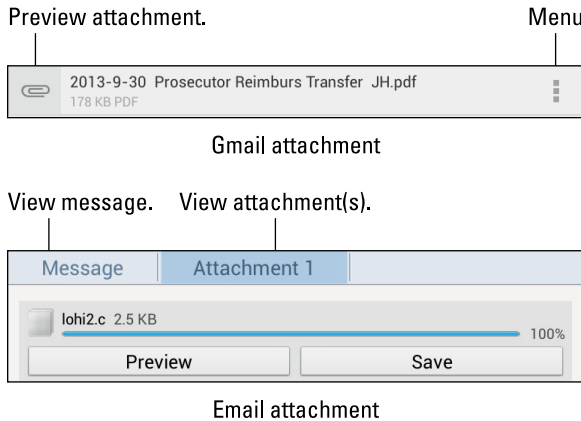 Preview attachment. Menu
2013-9-30 Prosecutor Reimburs Transfer JH.pdf
178 KB PDF
Gmail attachment
View message. View attachment(s).
Message Attachment 1
lohi2.c 2.5 KB
100%
Preview Save
Email attachment